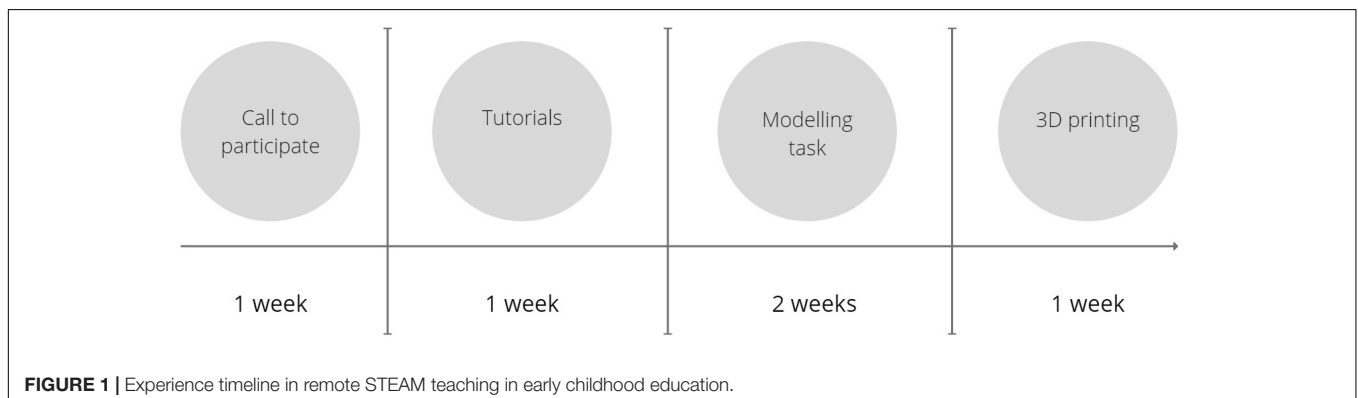 Call to
participate
Tutorials
Modelling
task
3D printing
1 week
1 week
2 weeks
1 week
FIGURE 1 | Experience timeline in remote STEAM teaching in early childhood education.